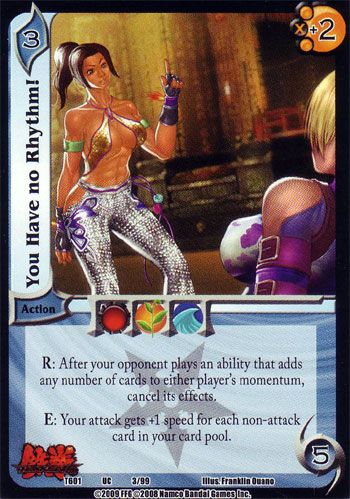 3
X +2
You Have no Rhythm!
Action
R: After your opponent plays an ability that adds
any number of cards to either player's momentum,
cancel its effects.
E: Your attack gets +1 speed for each non-attack
card in your card pool.
5
T601 UC 3/99 Illus. Franklin Ouano
©2009 FFG ©2008 Namco Bandai Games Inc.